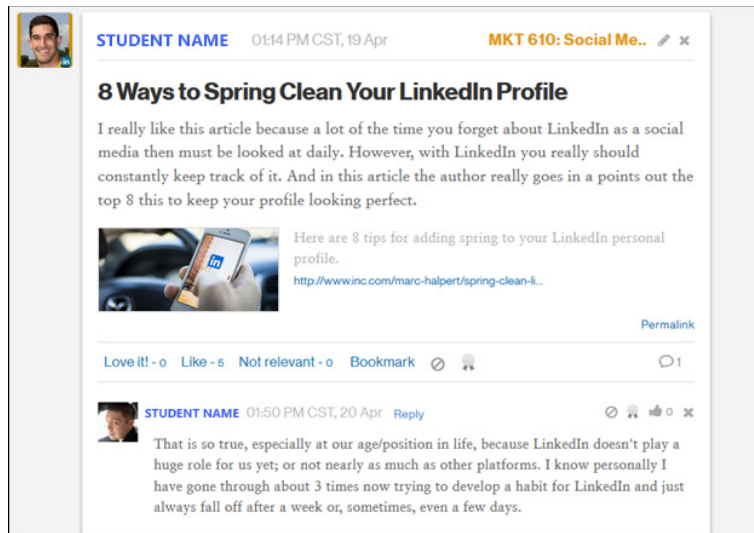 STUDENT NAME 01:14 PM CST, 19 Apr MKT 610: Social Me..
8 Ways to Spring Clean Your LinkedIn Profile
I really like this article because a lot of the time you forget about LinkedIn as a social
media then must be looked at daily. However, with LinkedIn you really should
constantly keep track of it. And in this article the author really goes in a points out the
top 8 this to keep your profile looking perfect.
in
Here are 8 tips for adding spring to your LinkedIn personal
profile.
http://www.inc.com/marc-halpert/spring-clean-li...
Permalink
Love it! - 0 Like - 5 Not relevant - 0 Bookmark 1
STUDENT NAME 01:50 PM CST, 20 Apr Reply 0
That is so true, especially at our age/position in life, because LinkedIn doesn't play a
huge role for us yet; or not nearly as much as other platforms. I know personally I
have gone through about 3 times now trying to develop a habit for LinkedIn and just
always fall off after a week or, sometimes, even a few days.